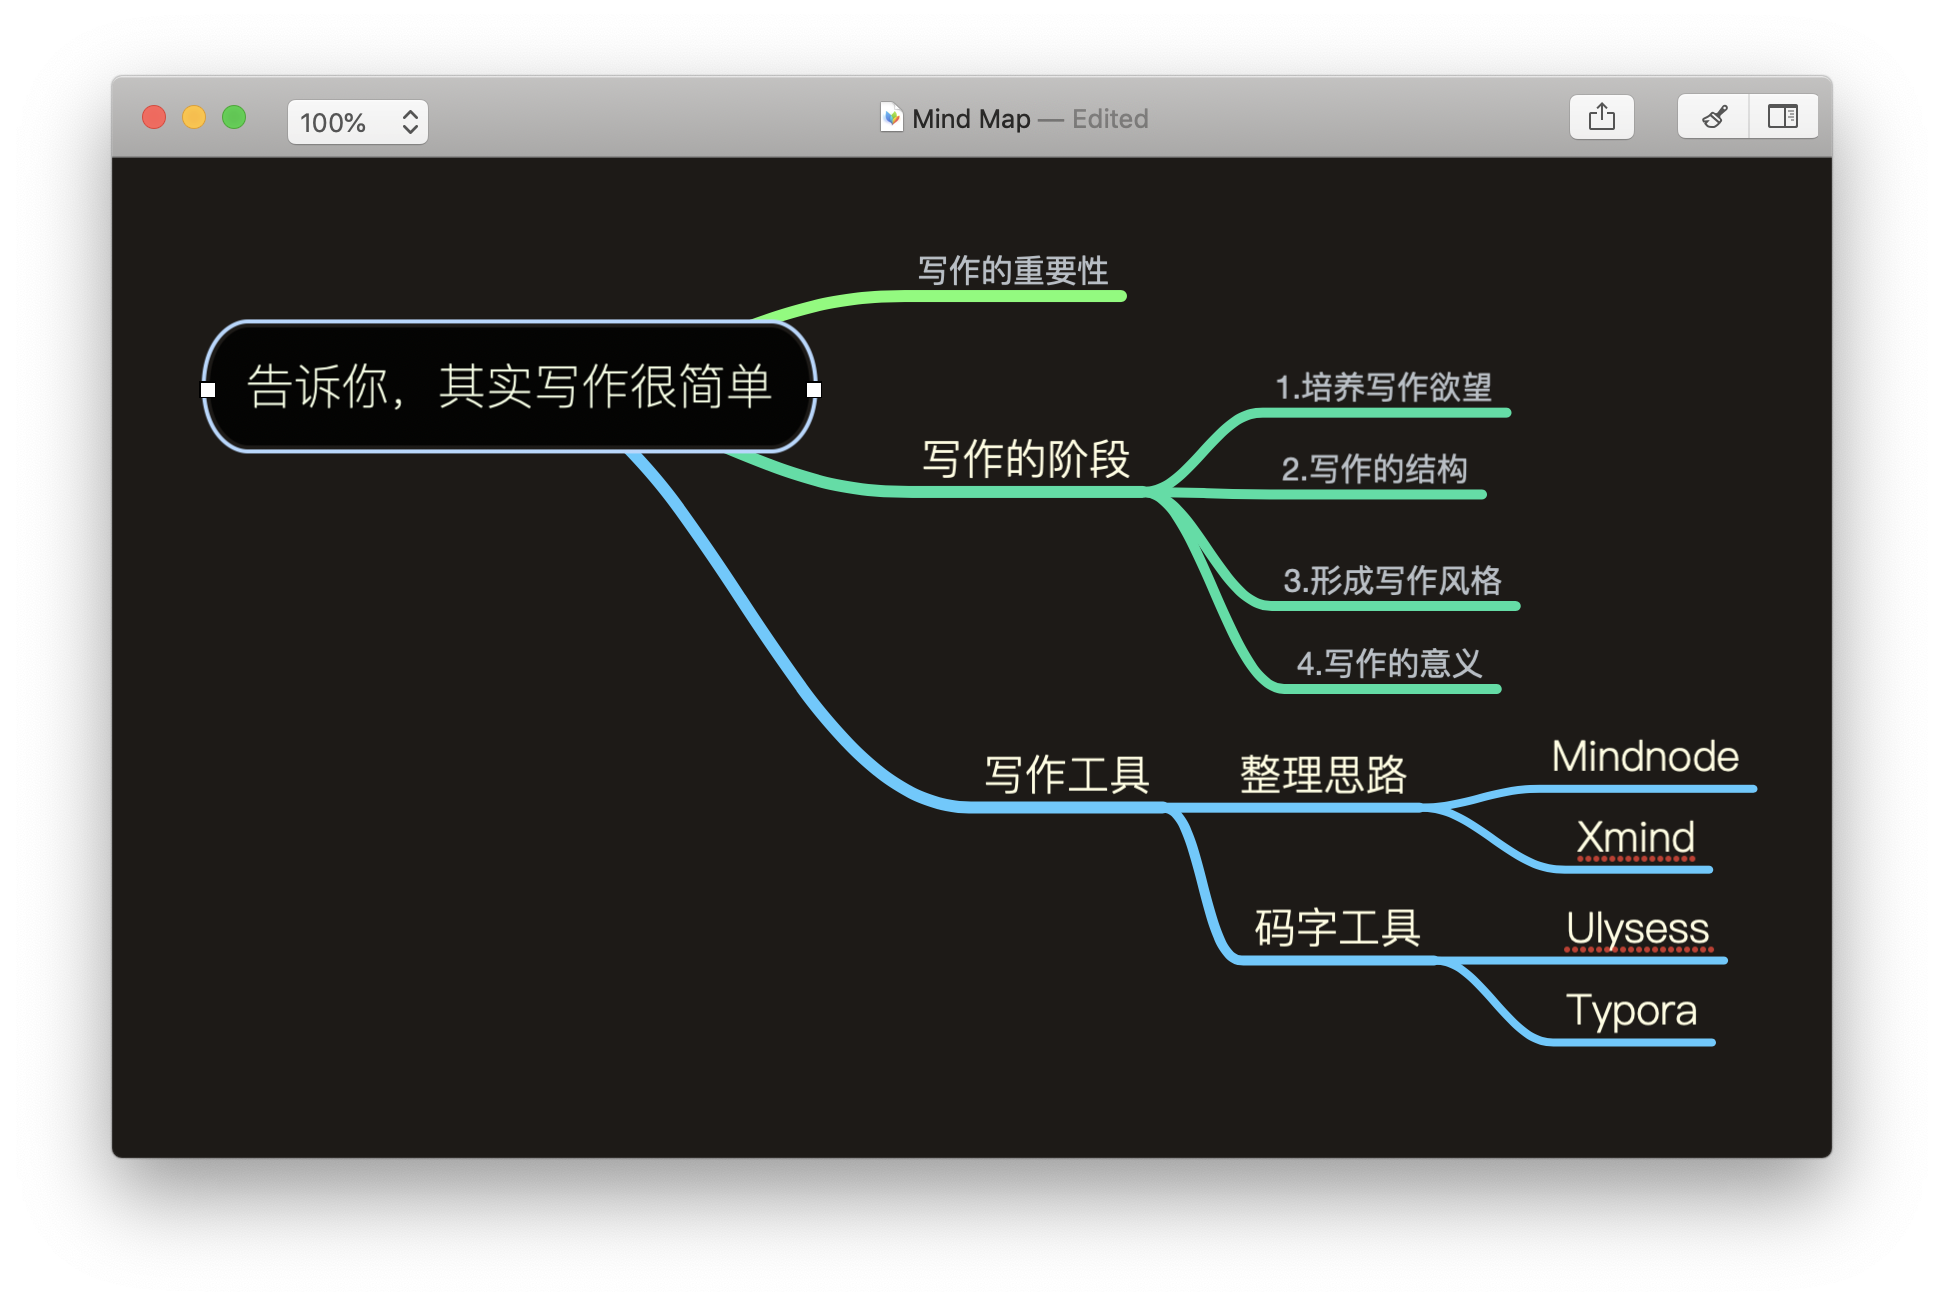 100%
Mind Map — Edited
告诉你，其实写作很简单
写作的重要性
写作的阶段
1.培养写作欲望
2.写作的结构
3.形成写作风格
4.写作的意义
写作工具
整理思路
Mindnode
Xmind
码字工具
Ulysess
Typora